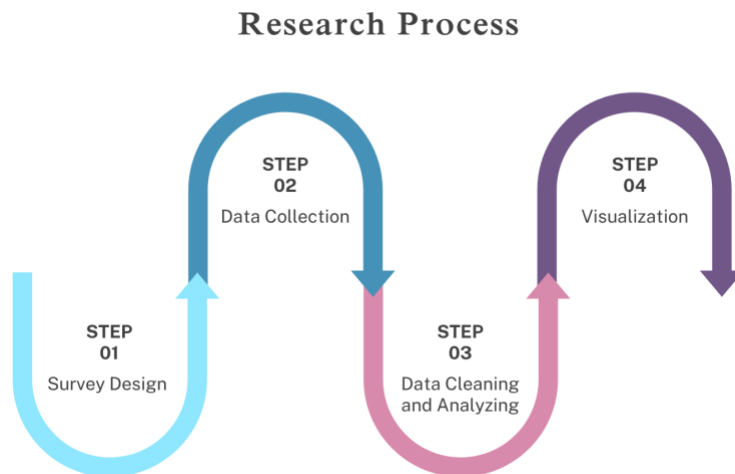 Research Process
STEP
01
Survey Design
STEP
02
Data Collection
STEP
03
Data Cleaning
and Analyzing
STEP
04
Visualization